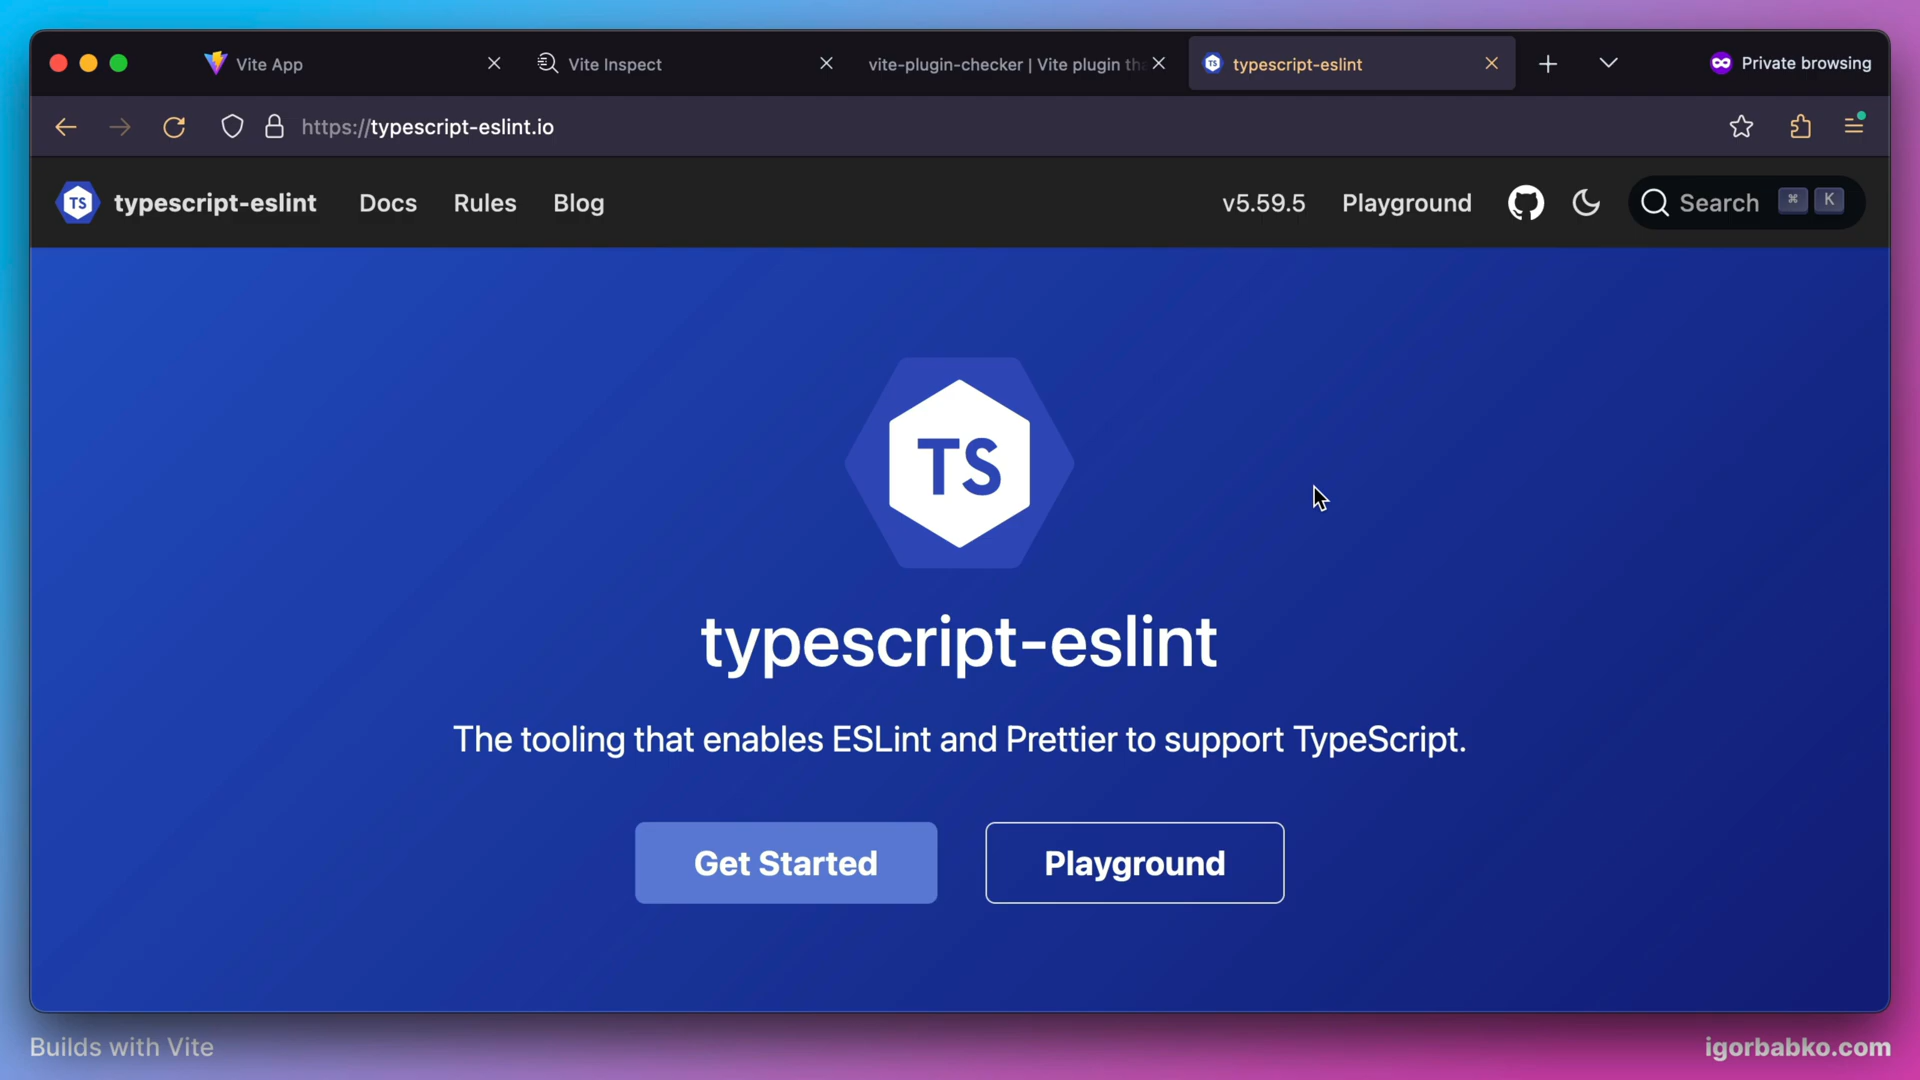 Vite App
Vite Inspect
vite-plugin-checker | Vite plugin th
typescript-eslint
Private browsing
https://typescript-eslint.io
TS
typescript-eslint
Docs
Rules
Blog
v5.59.5
Playground
Search
⌘
K
TS
typescript-eslint
The tooling that enables ESLint and Prettier to support TypeScript.
Get Started
Playground
Builds with Vite
igorbabko.com